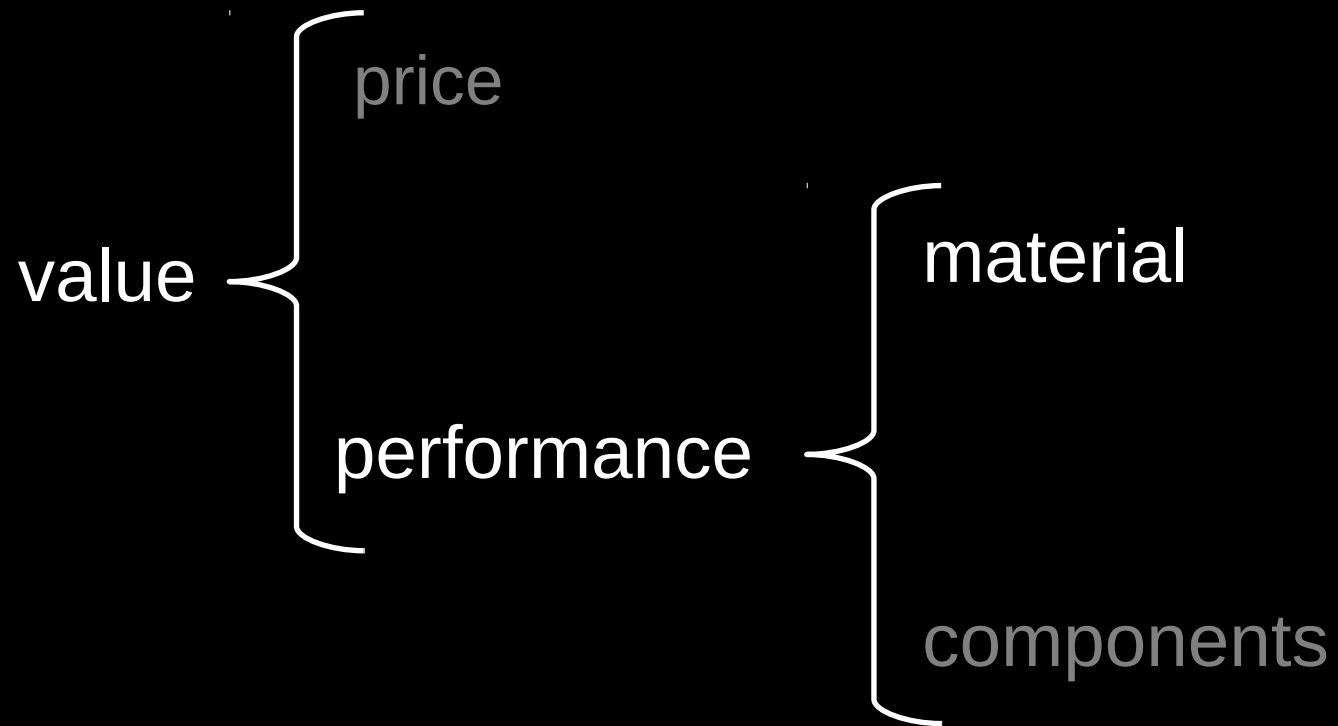 price
material
value
performance
components